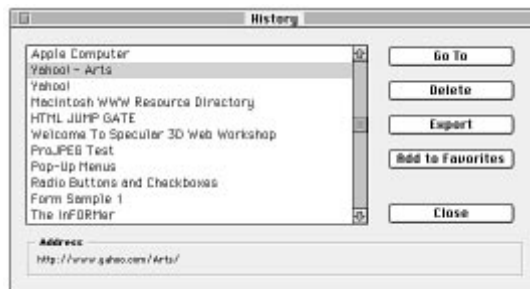 History
Apple Computer
Yahoo! - Arts
Yahoo!
Macintosh WWW Resource Directory
HTML JUMP GATE
Welcome To Specular 3D Web Workshop
ProJPEG Test
Pop-Up Menus
Radio Buttons and Checkboxes
Form Sample 1
The InFORMer
Go To
Delete
Export
Add to Favorites
Close
Address
http://www.yahoo.com/Arts/